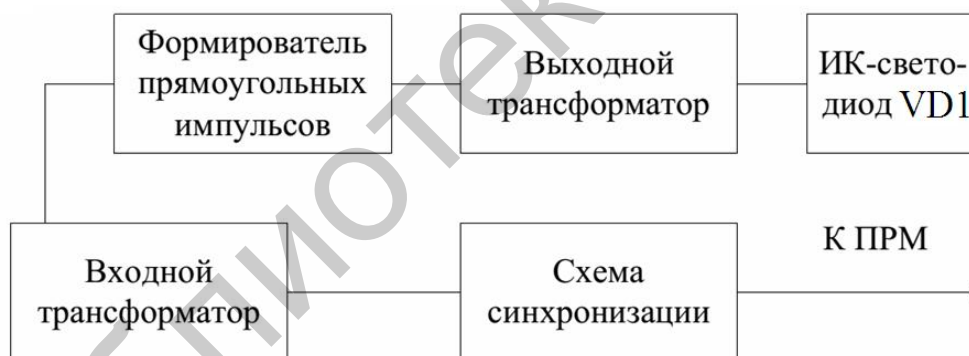 Формирователь
прямоугольных
импульсов
Выходной
трансформатор
ИК-свето-
диод VD1
Входной
трансформатор
Схема
синхронизации
К ПРМ